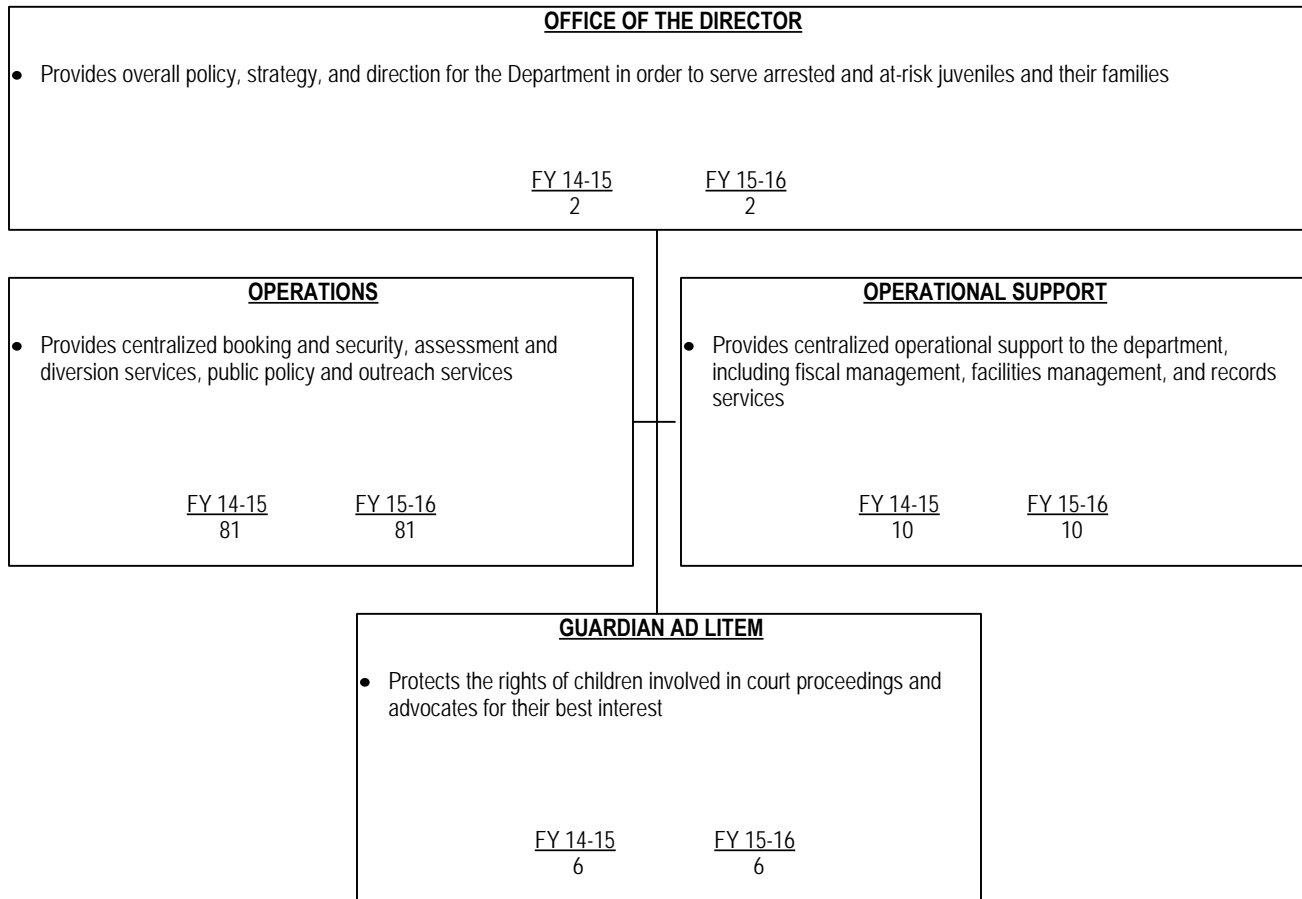 OFFICE OF THE DIRECTOR
● Provides overall policy, strategy, and direction for the Department in order to serve arrested and at-risk juveniles and their families
FY 14-15 FY 15-16
2 2
OPERATIONS
● Provides centralized booking and security, assessment and
diversion services, public policy and outreach services
FY 14-15 FY 15-16
81 81
OPERATIONAL SUPPORT
● Provides centralized operational support to the department,
including fiscal management, facilities management, and records
services
FY 14-15 FY 15-16
10 10
GUARDIAN AD LITEM
● Protects the rights of children involved in court proceedings and
advocates for their best interest
FY 14-15 FY 15-16
6 6